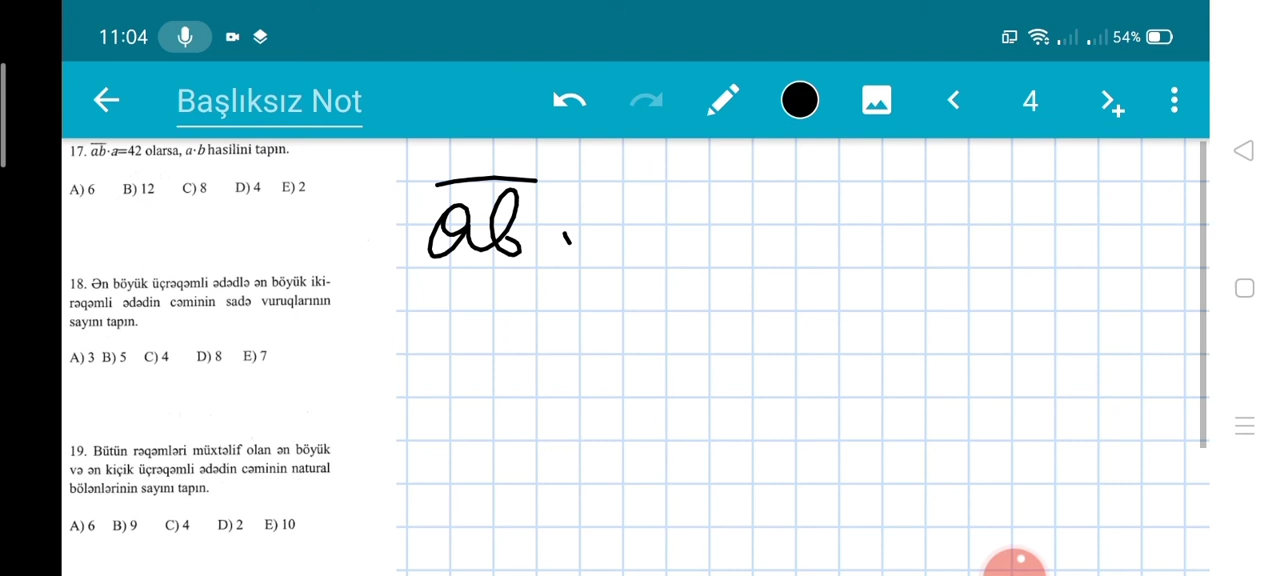 11:04
54%
Başlıksız Not
4
17. ab·a=42 olarsa, a·b hasilini tapın.
A) 6 B) 12 C) 8 D) 4 E) 2
ab ·
18. Ən böyük üçrəqəmli ədədlə ən böyük iki-
rəqəmli ədədin cəminin sadə vuruqlarının
sayını tapın.
A) 3 B) 5 C) 4 D) 8 E) 7
19. Bütün rəqəmləri müxtəlif olan ən böyük
və ən kiçik üçrəqəmli ədədin cəminin natural
bölənlərinin sayını tapın.
A) 6 B) 9 C) 4 D) 2 E) 10